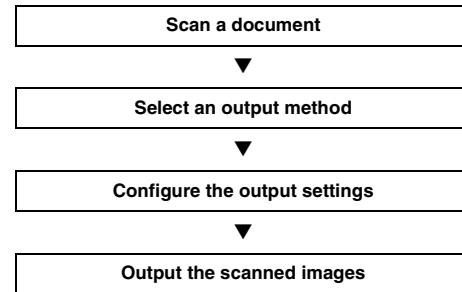 Scan a document
▼
Select an output method
▼
Configure the output settings
▼
Output the scanned images